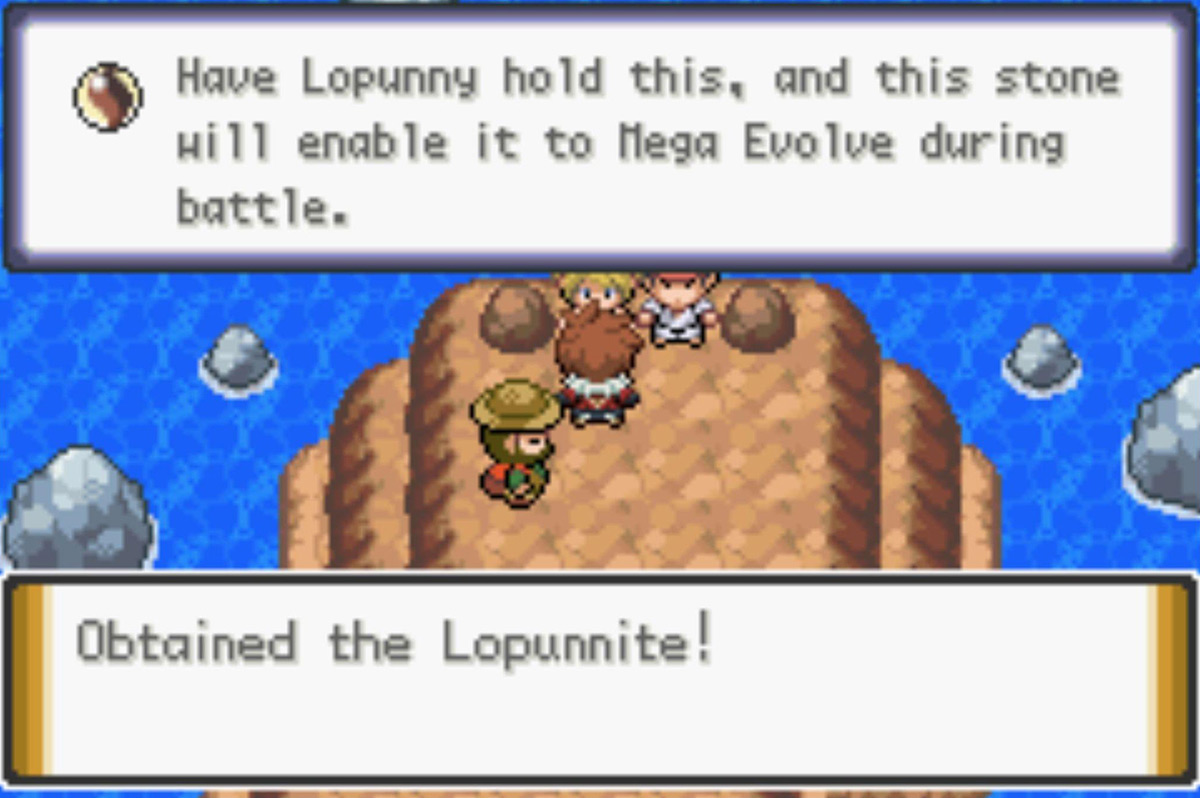 Have Lopunny hold this, and this stone
will enable it to Mega Evolve during
battle.
Obtained the Lopunnite!